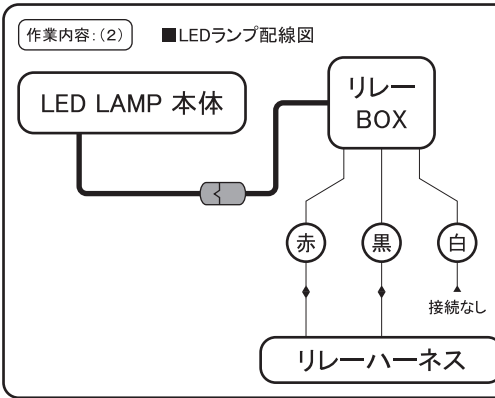 作業内容:(2)
■LEDランプ配線図
LED LAMP 本体
リレー
BOX
赤
黒
白
接続なし
リレーハーネス